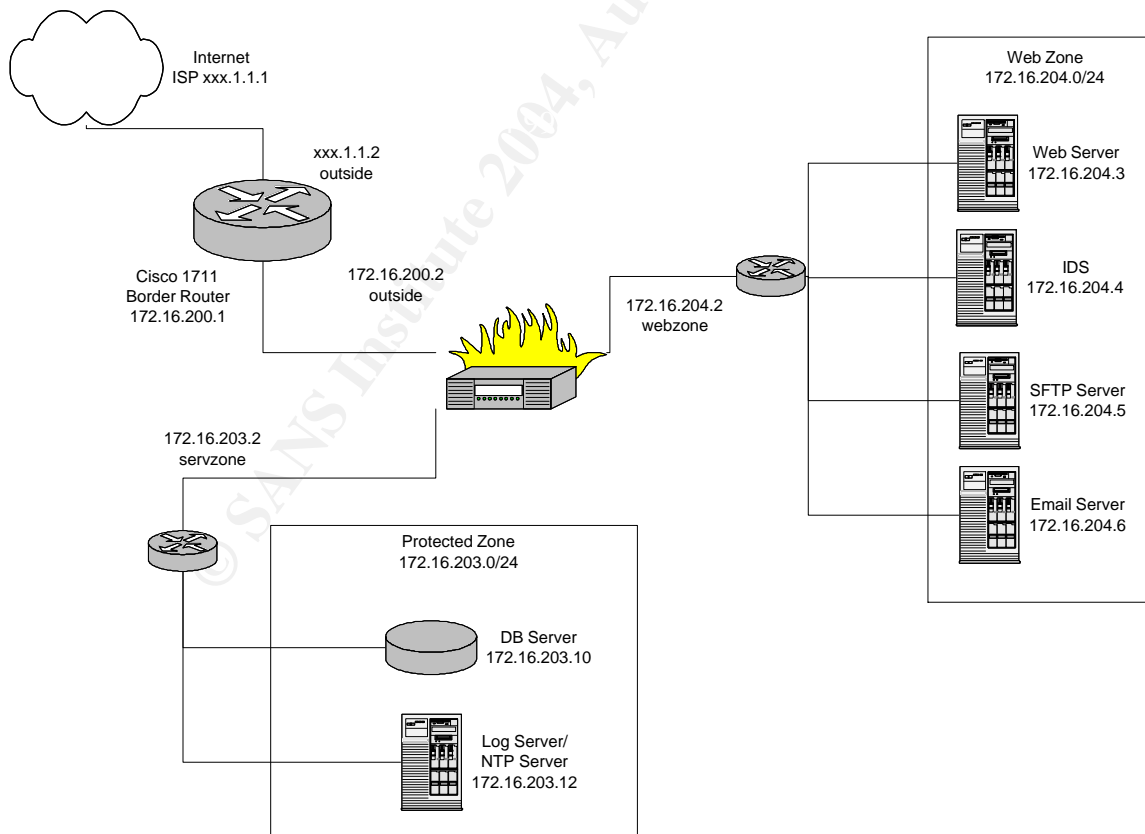 Internet
ISP xxx.1.1.1
xxx.1.1.2
outside
Cisco 1711
Border Router
172.16.200.1
172.16.200.2
outside
172.16.204.2
webzone
Web Zone
172.16.204.0/24
Web Server
172.16.204.3
IDS
172.16.204.4
SFTP Server
172.16.204.5
Email Server
172.16.204.6
172.16.203.2
servzone
Protected Zone
172.16.203.0/24
DB Server
172.16.203.10
Log Server/
NTP Server
172.16.203.12
© SANS Institute 2004, Au